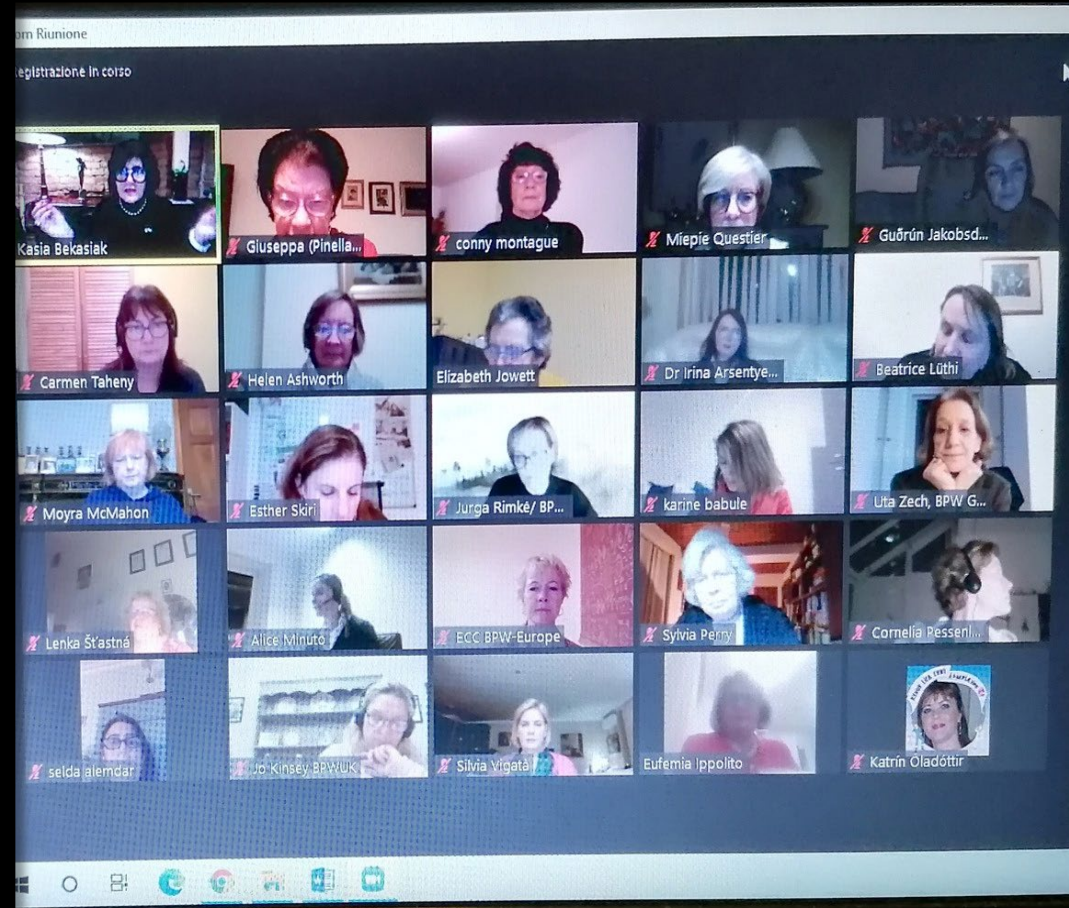 om Riunione
egistrazione in corso
Kasia Bekasiak
Giuseppa (Pinella...
conny montague
Miepie Questier
Guðrún Jakobsd...
Carmen Taheny
Helen Ashworth
Elizabeth Jowett
Dr Irina Arsentye...
Beatrice Lüthi
Moyra McMahon
Esther Skiri
Jurga Rimkė/ BP...
karine babule
Uta Zech, BPW G...
Lenka Šťastná
Alice Minuto
ECC BPW-Europe
Sylvia Perry
Cornelia Pessenl...
selda alemdar
Jo Kinsey BPWUK
Silvia Vigatà
Eufemia Ippolito
Katrín Óladóttir